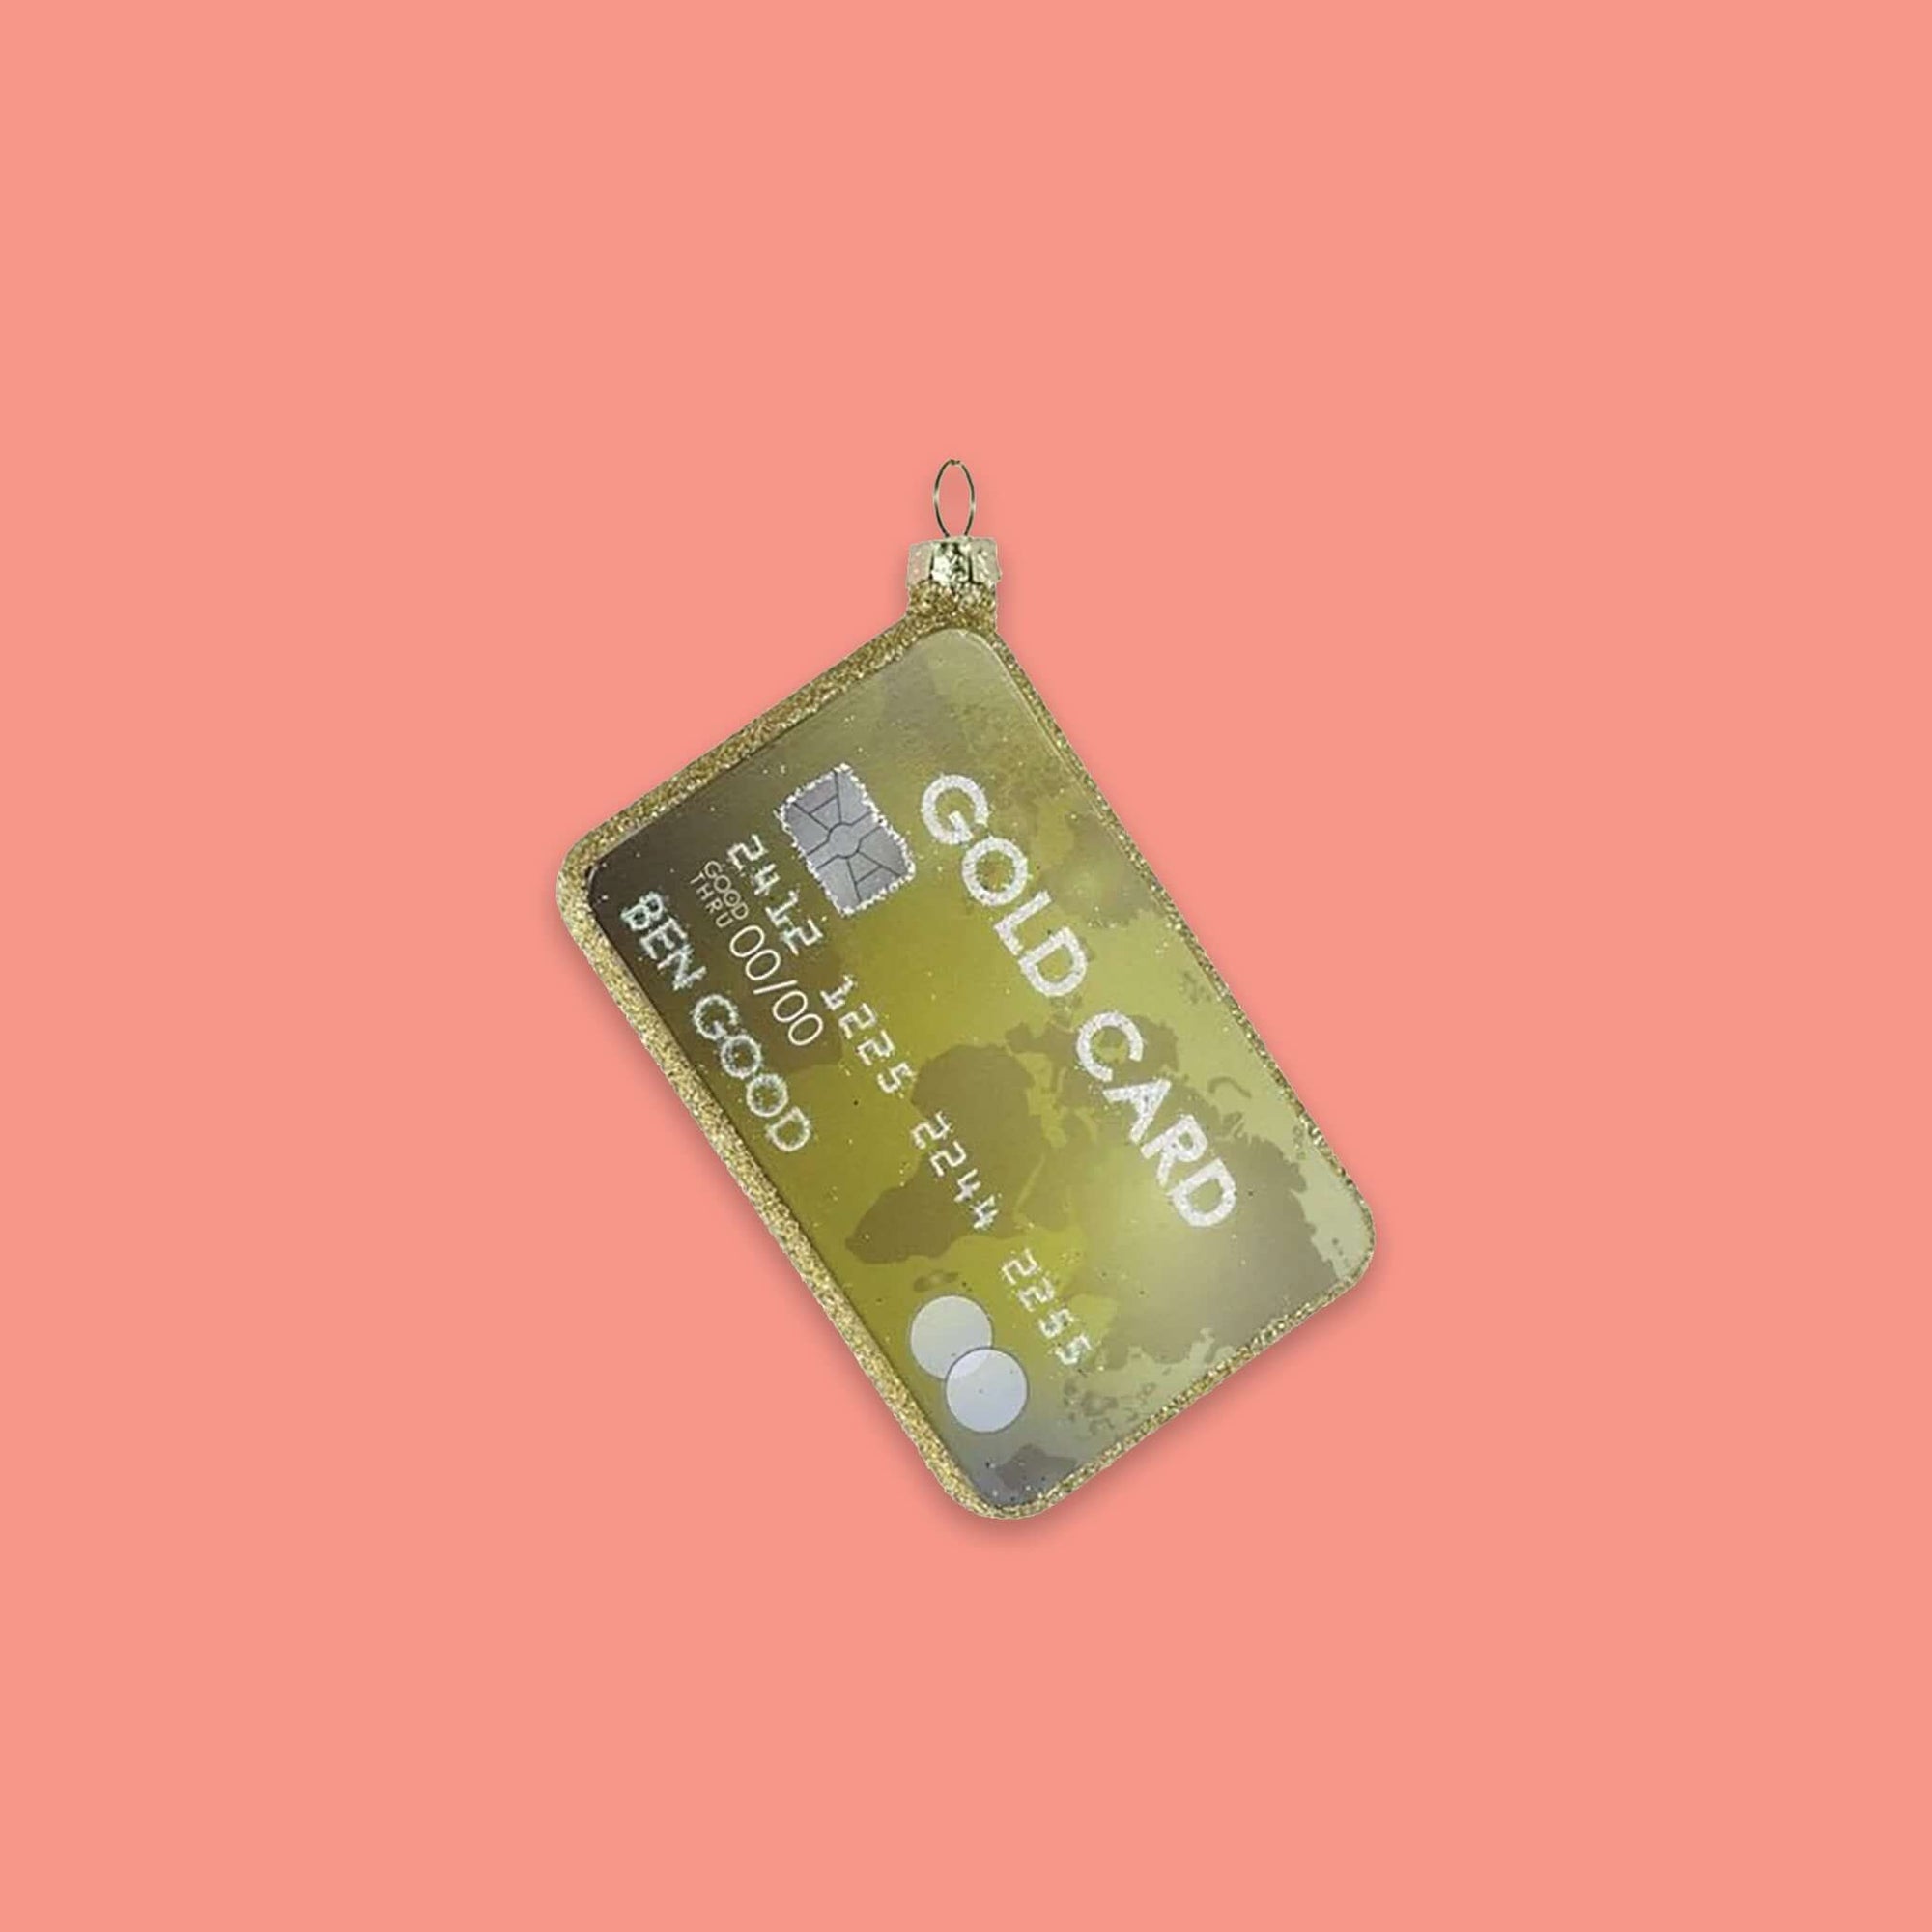 GOLD CARD
2412 1225 2244 2255
GOOD
THRU 00/00
BEN GOOD